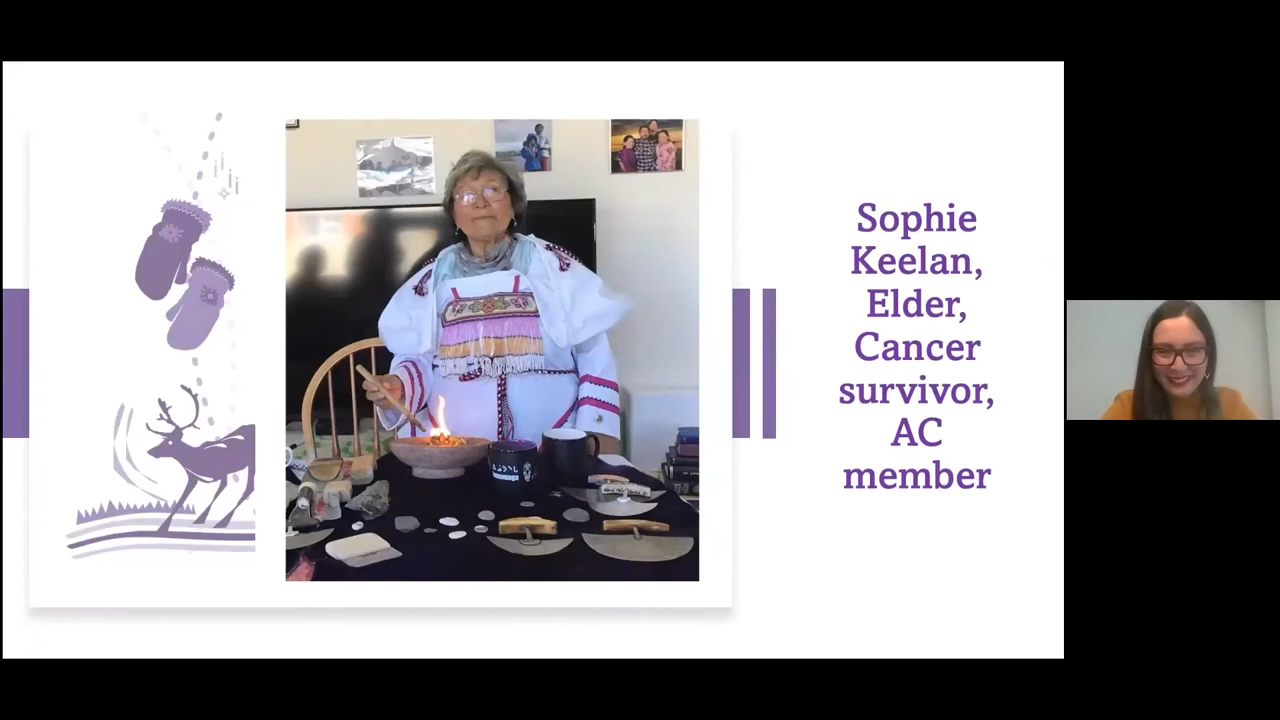 Sophie
Keelan,
Elder,
Cancer
survivor,
AC
member